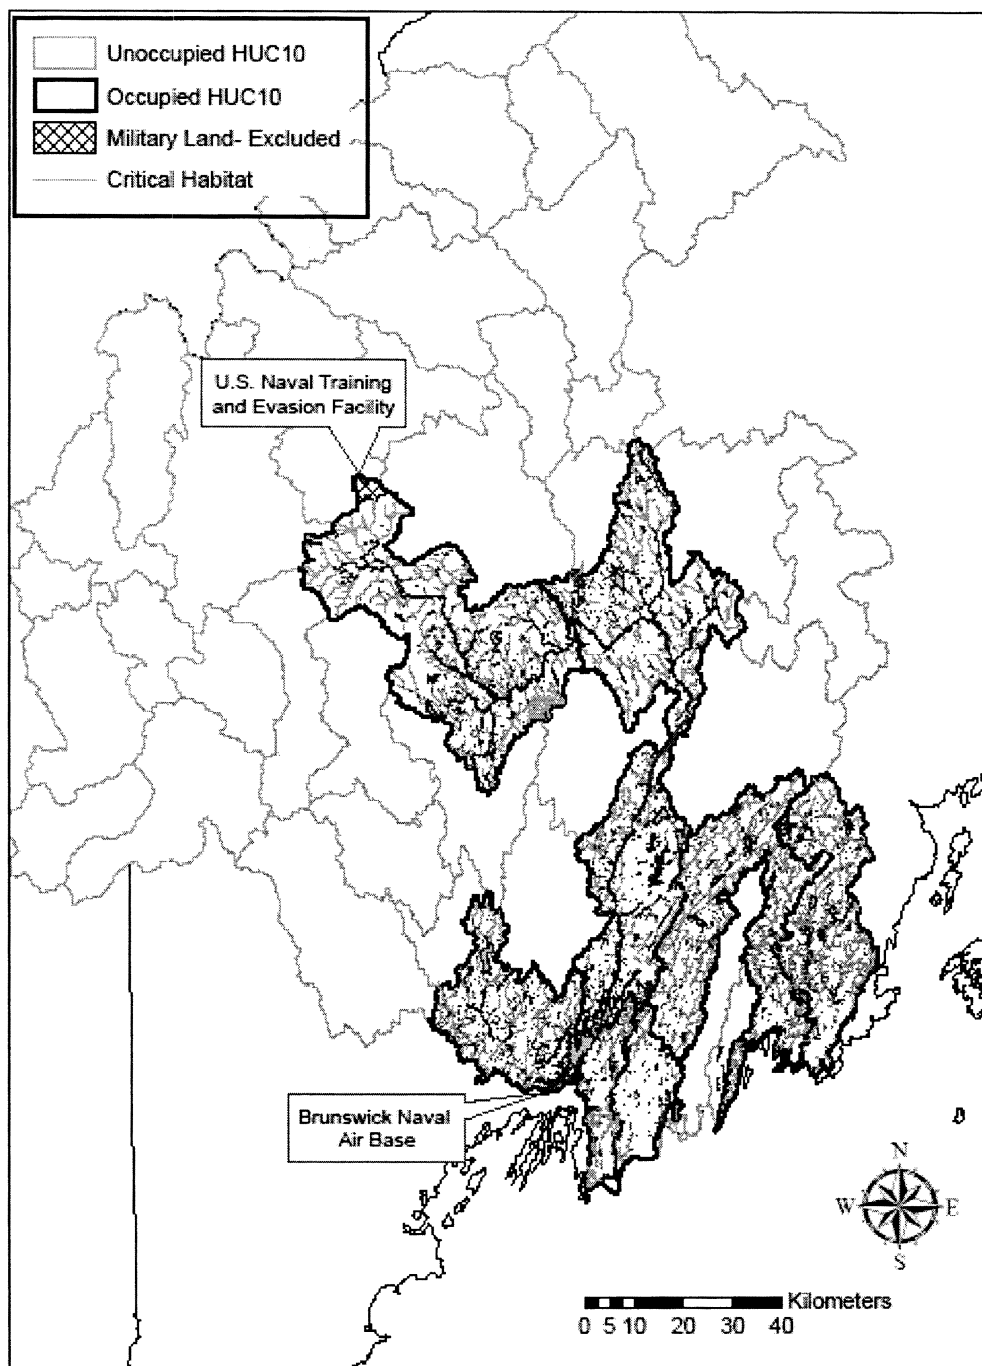 Unoccupied HUC10
Occupied HUC10
Military Land- Excluded
Critical Habitat
U.S. Naval Training
and Evasion Facility
Brunswick Naval
Air Base
N
W E
S
Kilometers
0 5 10 20 30 40